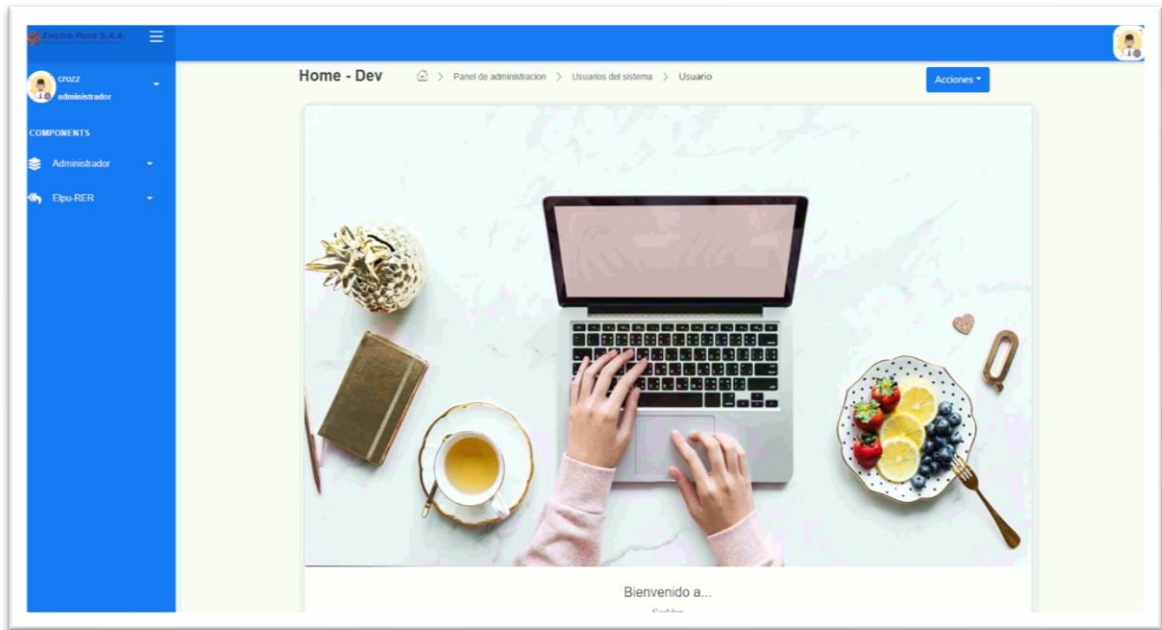 Electro Puno S.A.A.
crozz
administrador
COMPONENTS
Administrador
Elpu-RER
Home - Dev
> Panel de administracion > Usuarios del sistema > Usuario
Acciones
Bienvenido a...